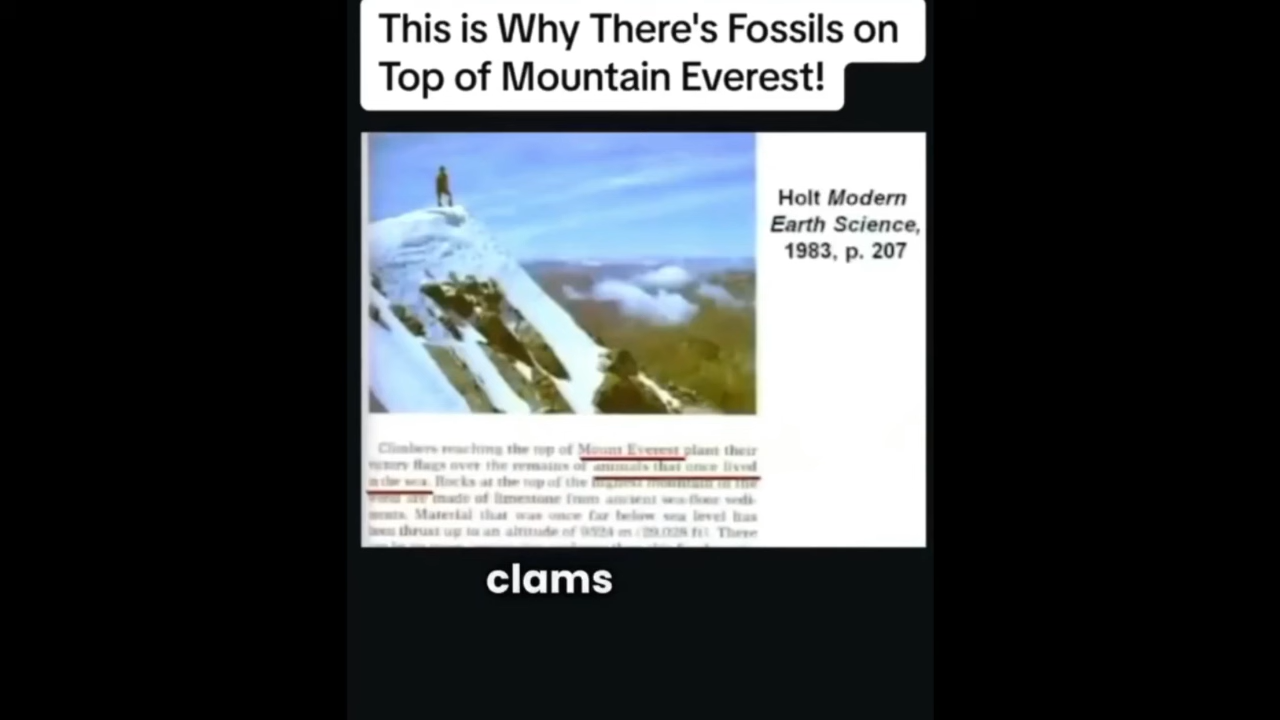 This is Why There's Fossils on
Top of Mountain Everest!
Holt Modern
Earth Science,
1983, p. 207
Climbers reaching the top of Mount Everest plant their
victory flags over the remains of animals that once lived
in the sea. Rocks at the top of the highest mountain in the
world are made of limestone from ancient sea-floor sedi-
ments. Material that was once far below sea level has
been thrust up to an altitude of m (29,028 ft). There
clams